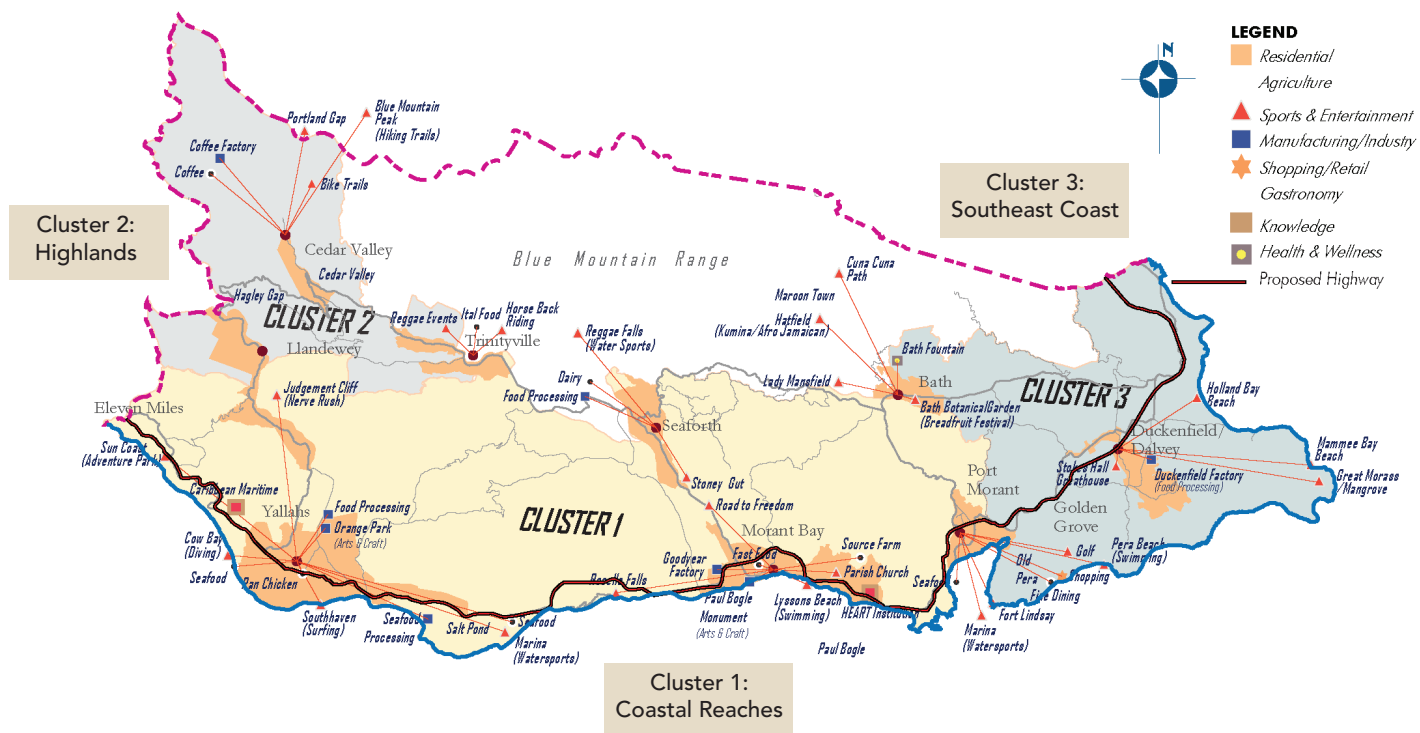 N
LEGEND
Residential
Agriculture
Sports & Entertainment
Manufacturing/Industry
Shopping/Retail
Gastronomy
Knowledge
Health & Wellness
Proposed Highway
Cluster 3:
Southeast Coast
Cluster 2:
Highlands
Cluster 1:
Coastal Reaches
Blue Mountain
Peak
(Hiking Trails)
Portland Gap
Coffee Factory
Coffee
Bike Trails
Cedar Valley
Cedar Valley
Hagley Gap
CLUSTER 2
Llandewey
Blue Mountain Range
Reggae Events
Ital Food
Horse Back
Riding
Trinityville
Reggae Falls
(Water Sports)
Dairy
Food Processing
Seaforth
Stoney Gut
Road to Freedom
Cuna Cuna
Path
Maroon Town
Hatfield
(Kumina/Afro Jamaican)
Lady Mansfield
Bath Fountain
Bath
Bath BotanicalGarden
(Breadfruit Festival)
CLUSTER 3
Holland Bay
Beach
Duckenfield/
Dalvey
Mammee Bay
Beach
Great Morass
/Mangrove
Stokes Hall
Greathouse
Duckenfield Factory
(Food Processing)
Port
Morant
Golden
Grove
Judgement Cliff
(Nerve Rush)
Eleven Miles
Sun Coast
(Adventure Park)
Caribbean Maritime
Yallahs
Food Processing
Orange Park
(Arts & Craft)
CLUSTER 1
Cow Bay
(Diving)
Seafood
Pan Chicken
Southhaven
(Surfing)
Seafood
Processing
Salt Pond
Seafood
Marina
(Watersports)
Rozelle Falls
Morant Bay
Goodyear
Factory
Fast Food
Source Farm
Parish Church
Paul Bogle
Monument
(Arts & Craft)
Lyssons Beach
(Swimming)
HEART Institution
Paul Bogle
Seafood
Old
Pera
Golf
Pera Beach
(Swimming)
Shopping
Fine Dining
Fort Lindsay
Marina
(Watersports)